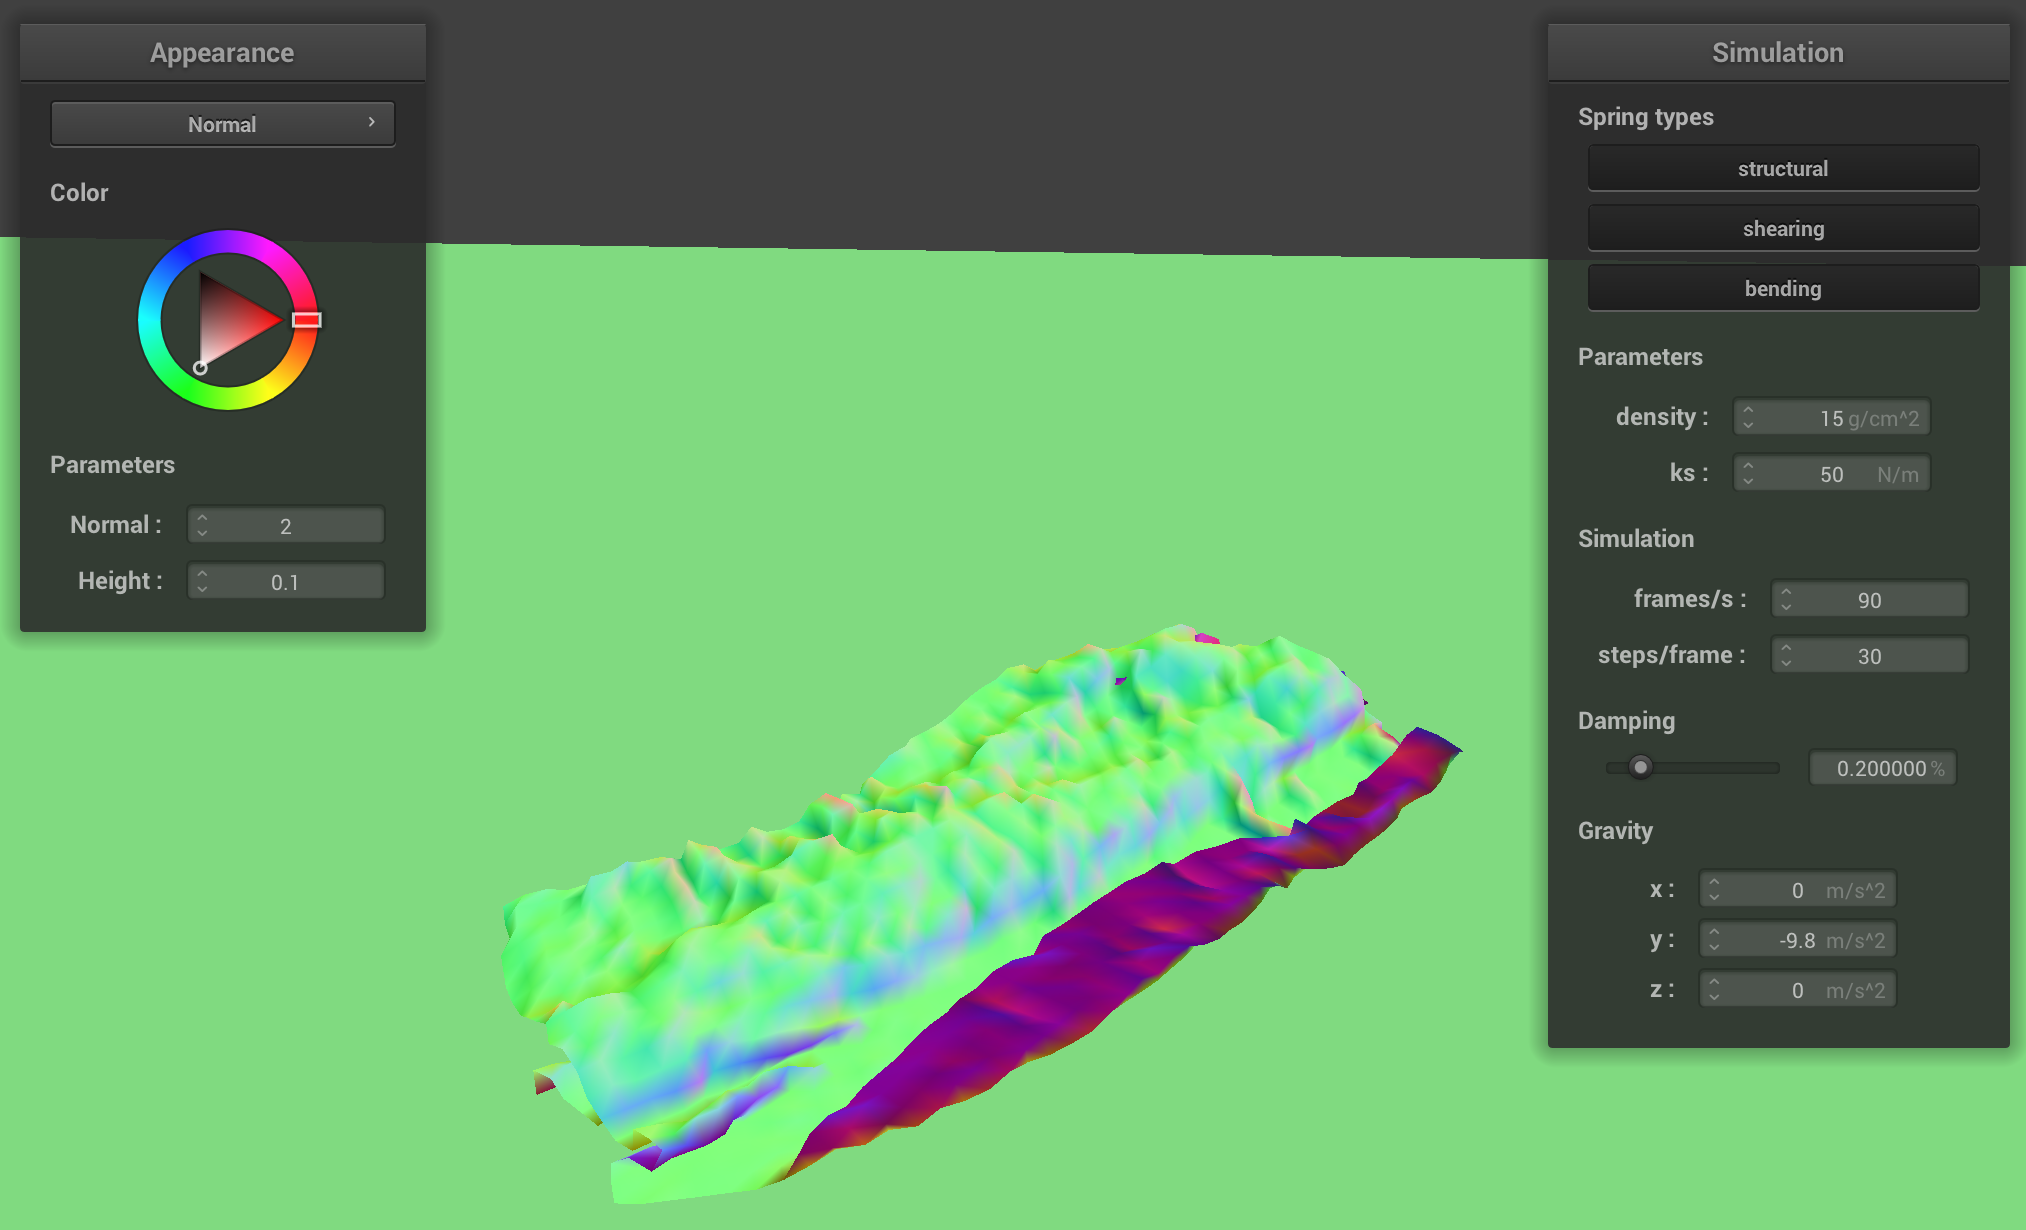 Appearance
Normal
Color
Parameters
Normal : 2
Height : 0.1
Simulation
Spring types
structural
shearing
bending
Parameters
density : 15 g/cm^2
ks : 50 N/m
Simulation
frames/s : 90
steps/frame : 30
Damping
0.200000 %
Gravity
x : 0 m/s^2
y : -9.8 m/s^2
z : 0 m/s^2